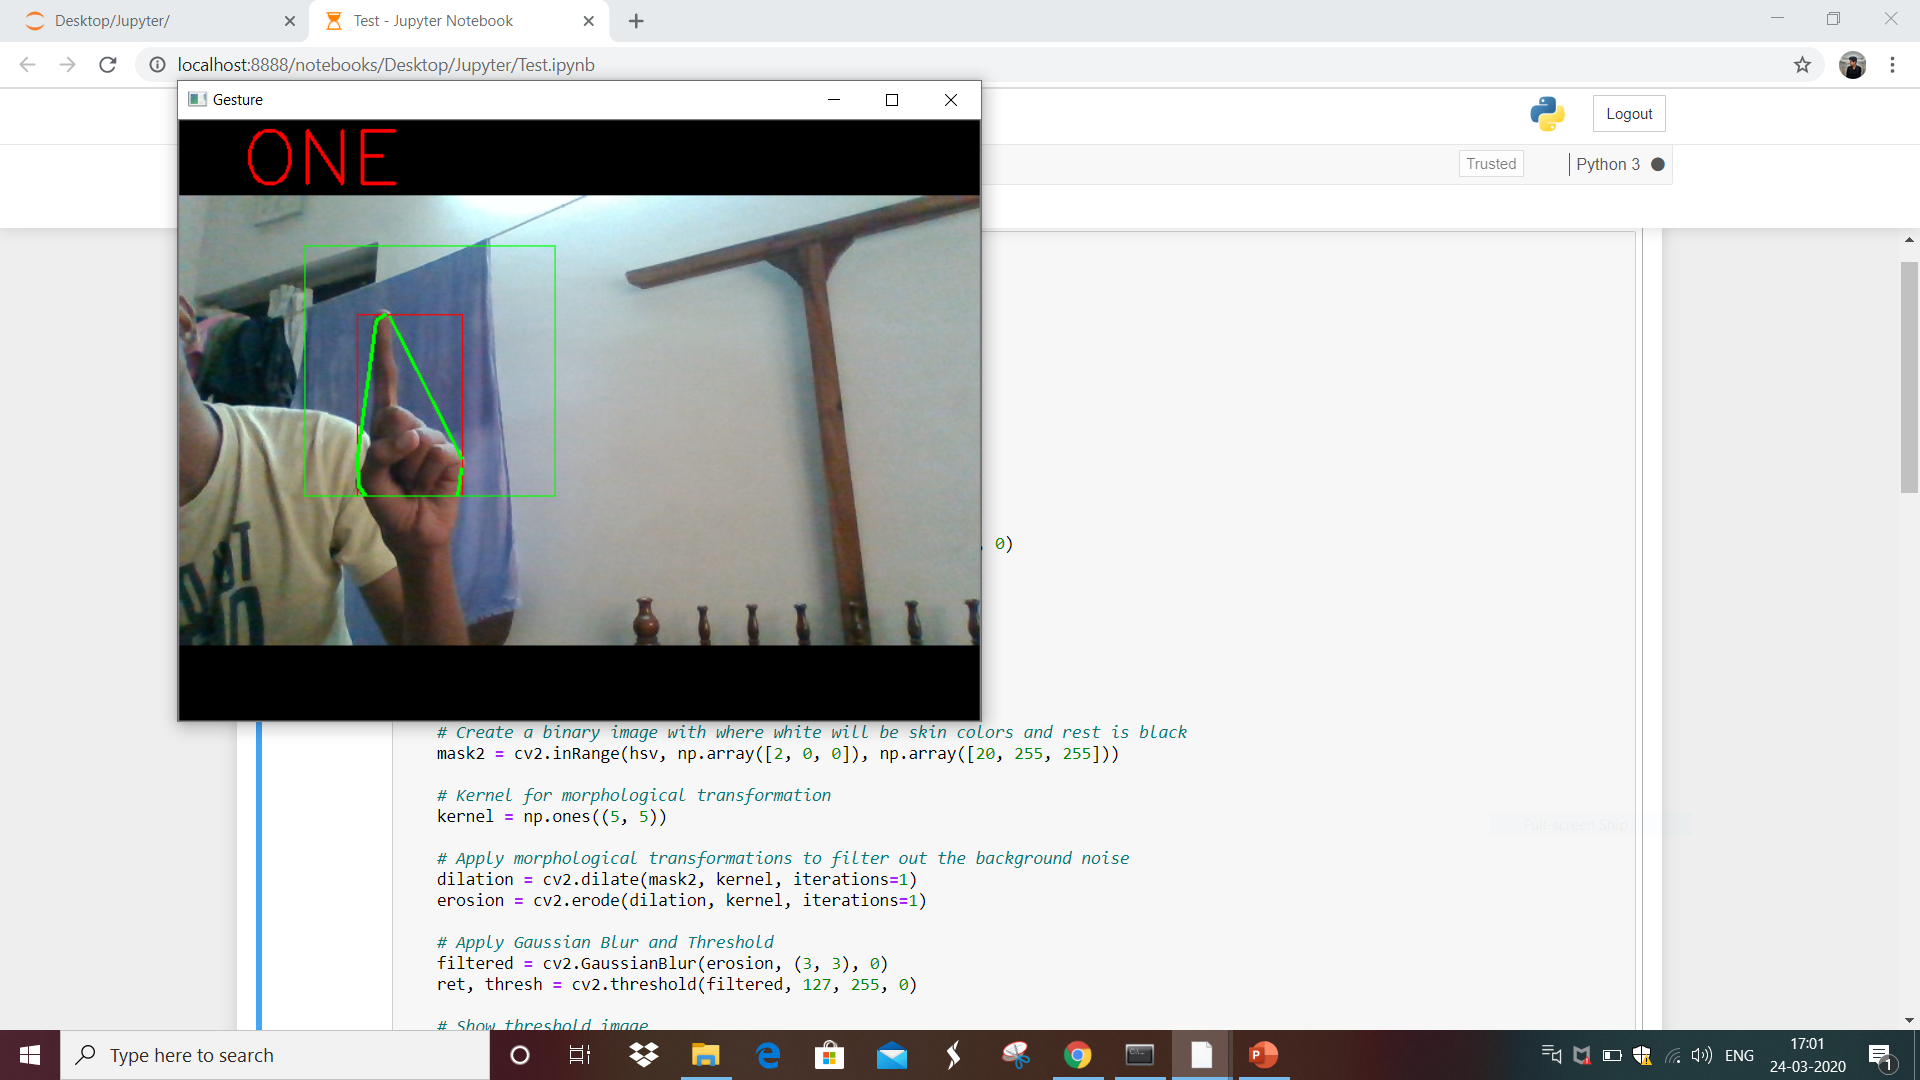 Desktop/Jupyter/
Test - Jupyter Notebook
localhost:8888/notebooks/Desktop/Jupyter/Test.ipynb
Gesture
Logout
ONE
Trusted
Python 3
, 0)
# Create a binary image with where white will be skin colors and rest is black
mask2 = cv2.inRange(hsv, np.array([2, 0, 0]), np.array([20, 255, 255]))
# Kernel for morphological transformation
kernel = np.ones((5, 5))
Full-screen Snip
# Apply morphological transformations to filter out the background noise
dilation = cv2.dilate(mask2, kernel, iterations=1)
erosion = cv2.erode(dilation, kernel, iterations=1)
# Apply Gaussian Blur and Threshold
filtered = cv2.GaussianBlur(erosion, (3, 3), 0)
ret, thresh = cv2.threshold(filtered, 127, 255, 0)
# Show threshold image
Type here to search
ENG
17:01
24-03-2020
1